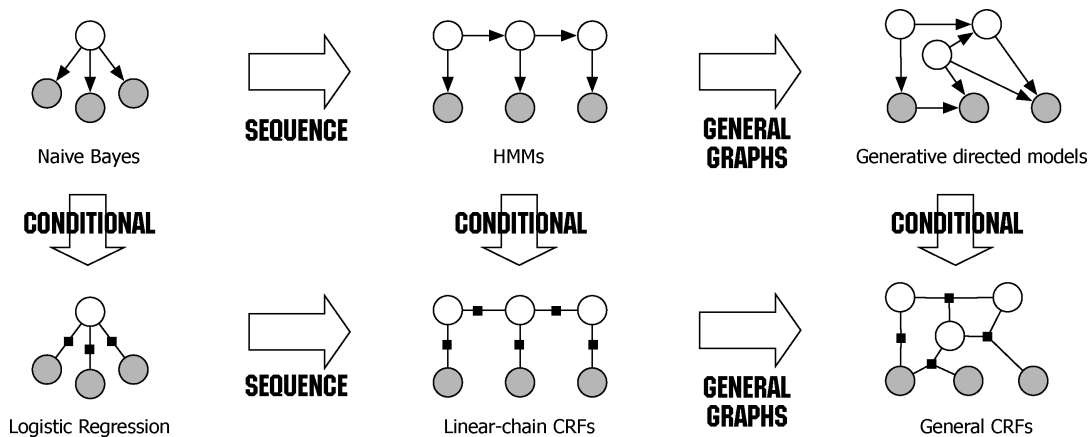 SEQUENCE
GENERAL
GRAPHS
Naive Bayes
HMMs
Generative directed models
CONDITIONAL
CONDITIONAL
CONDITIONAL
SEQUENCE
GENERAL
GRAPHS
Logistic Regression
Linear-chain CRFs
General CRFs